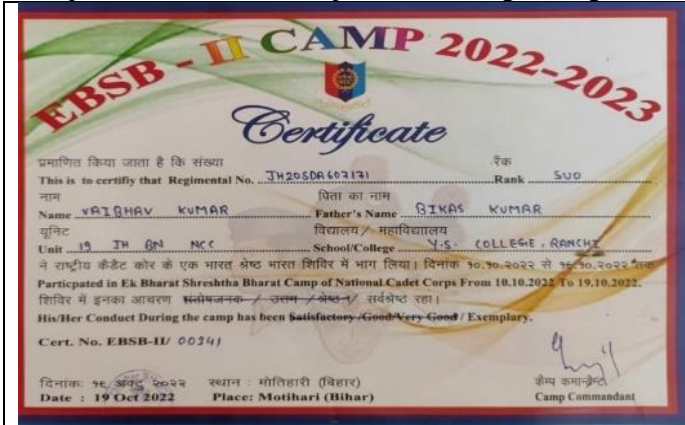 EBSB - II CAMP 2022-2023
Certificate
प्रमाणित किया जाता है कि संख्या रैंक
This is to certifiy that Regimental No. JH20SDA607171 Rank SUO
नाम पिता का नाम
Name VAIBHAV KUMAR Father's Name BIKAS KUMAR
यूनिट विद्यालय / महाविद्यालय
Unit 19 JH BN NCC School/College Y.S. COLLEGE, RANCHI
ने राष्ट्रीय कैडेट कोर के एक भारत श्रेष्ठ भारत शिविर में भाग लिया। दिनांक १०.१०.२०२२ से १९.१०.२०२२ तक
Particpated in Ek Bharat Shreshtha Bharat Camp of National Cadet Corps From 10.10.2022 To 19.10.2022.
शिविर में इनका आचरण संतोषजनक / उत्तम / श्रेष्ठ / सर्वश्रेष्ठ रहा।
His/Her Conduct During the camp has been Satisfactory /Good/Very Good / Exemplary.
Cert. No. EBSB-II/ 00341
दिनांक: १९ अक्टू २०२२ स्थान : मोतिहारी (बिहार) कैम्प कमान्डेन्ट
Date : 19 Oct 2022 Place: Motihari (Bihar) Camp Commandant